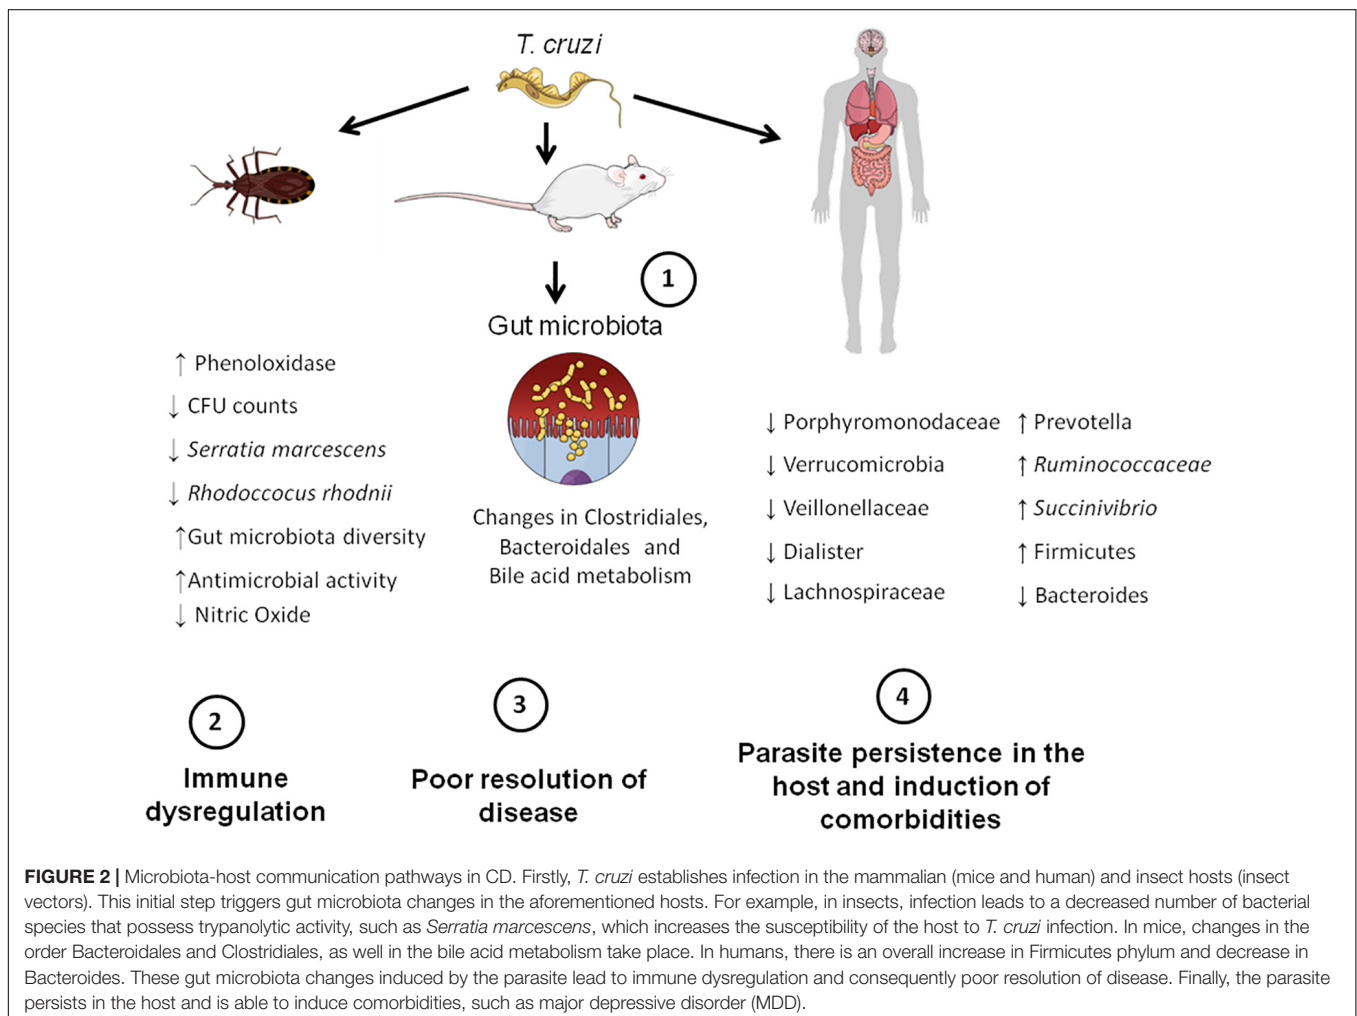 T. cruzi
1
Gut microbiota
↑ Phenoloxidase
↓ CFU counts
↓ Serratia marcescens
↓ Rhodoccocus rhodnii
↑Gut microbiota diversity
↑Antimicrobial activity
↓ Nitric Oxide
Changes in Clostridiales,
Bacteroidales and
Bile acid metabolism
↓ Porphyromonodaceae
↓ Verrucomicrobia
↓ Veillonellaceae
↓ Dialister
↓ Lachnospiraceae
↑ Prevotella
↑ Ruminococcaceae
↑ Succinivibrio
↑ Firmicutes
↓ Bacteroides
2
Immune
dysregulation
3
Poor resolution of
disease
4
Parasite persistence in the
host and induction of
comorbidities
FIGURE 2 | Microbiota-host communication pathways in CD. Firstly, T. cruzi establishes infection in the mammalian (mice and human) and insect hosts (insect
vectors). This initial step triggers gut microbiota changes in the aforementioned hosts. For example, in insects, infection leads to a decreased number of bacterial
species that possess trypanolytic activity, such as Serratia marcescens, which increases the susceptibility of the host to T. cruzi infection. In mice, changes in the
order Bacteroidales and Clostridiales, as well in the bile acid metabolism take place. In humans, there is an overall increase in Firmicutes phylum and decrease in
Bacteroides. These gut microbiota changes induced by the parasite lead to immune dysregulation and consequently poor resolution of disease. Finally, the parasite
persists in the host and is able to induce comorbidities, such as major depressive disorder (MDD).